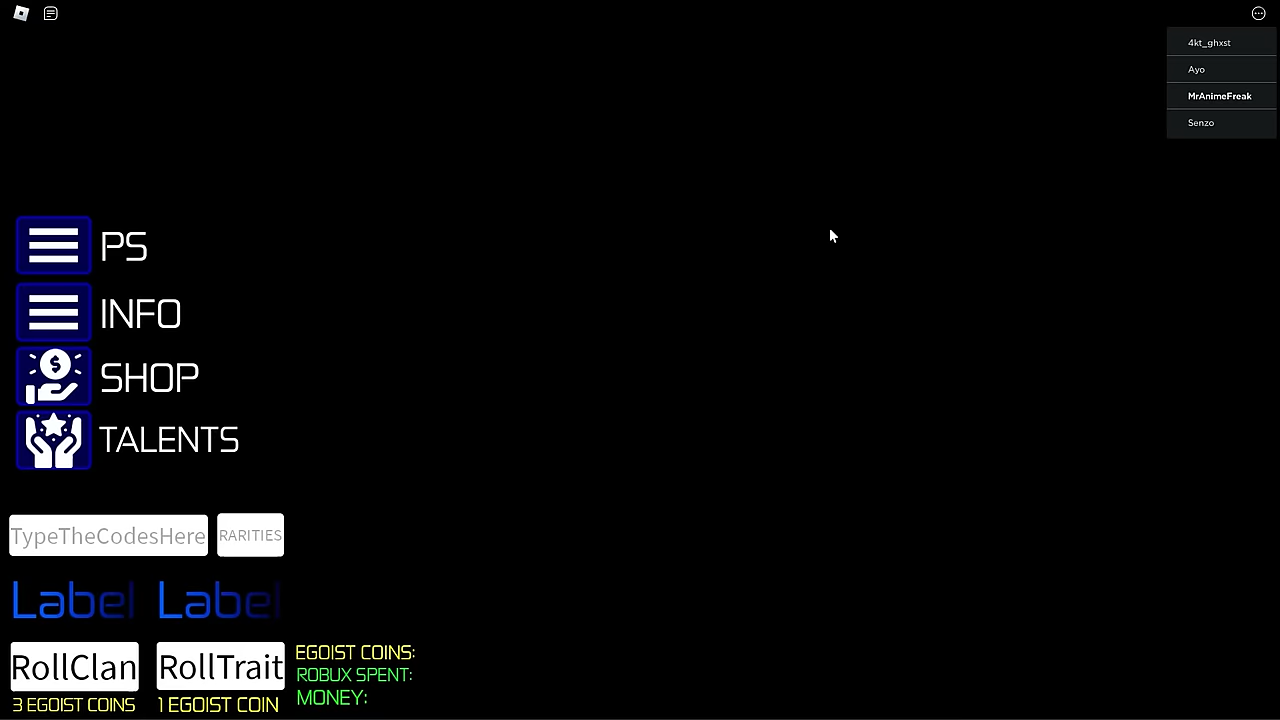 4kt_ghxst
Ayo
MrAnimeFreak
Senzo
PS
INFO
SHOP
TALENTS
TypeTheCodesHere
RARITIES
Label
Label
RollClan
RollTrait
3 EGOIST COINS
1 EGOIST COIN
EGOIST COINS:
ROBUX SPENT:
MONEY: